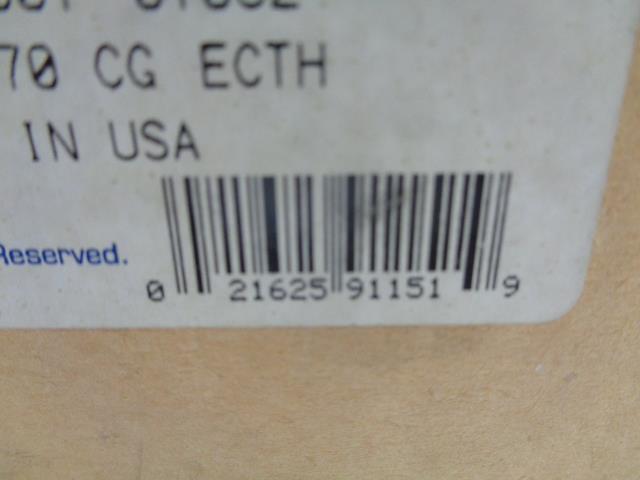 70 CG ECTH
IN USA
Reserved.
0 21625 91151 9